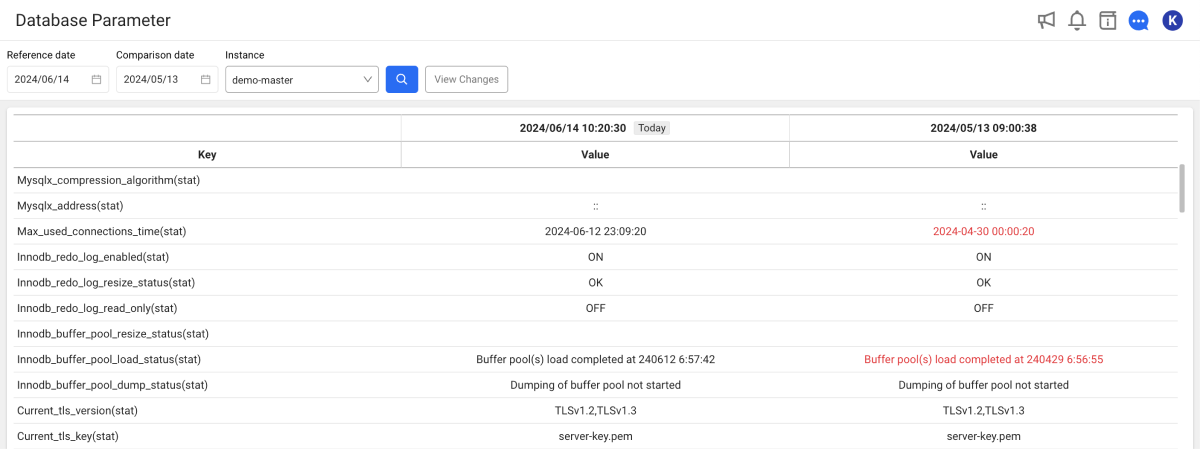 Database Parameter
K
Reference date Comparison date Instance
2024/06/14 2024/05/13 demo-master View Changes
2024/06/14 10:20:30 Today 2024/05/13 09:00:38
Key Value Value
Mysqlx_compression_algorithm(stat)
Mysqlx_address(stat) :: ::
Max_used_connections_time(stat) 2024-06-12 23:09:20 2024-04-30 00:00:20
Innodb_redo_log_enabled(stat) ON ON
Innodb_redo_log_resize_status(stat) OK OK
Innodb_redo_log_read_only(stat) OFF OFF
Innodb_buffer_pool_resize_status(stat)
Innodb_buffer_pool_load_status(stat) Buffer pool(s) load completed at 240612 6:57:42 Buffer pool(s) load completed at 240429 6:56:55
Innodb_buffer_pool_dump_status(stat) Dumping of buffer pool not started Dumping of buffer pool not started
Current_tls_version(stat) TLSv1.2,TLSv1.3 TLSv1.2,TLSv1.3
Current_tls_key(stat) server-key.pem server-key.pem